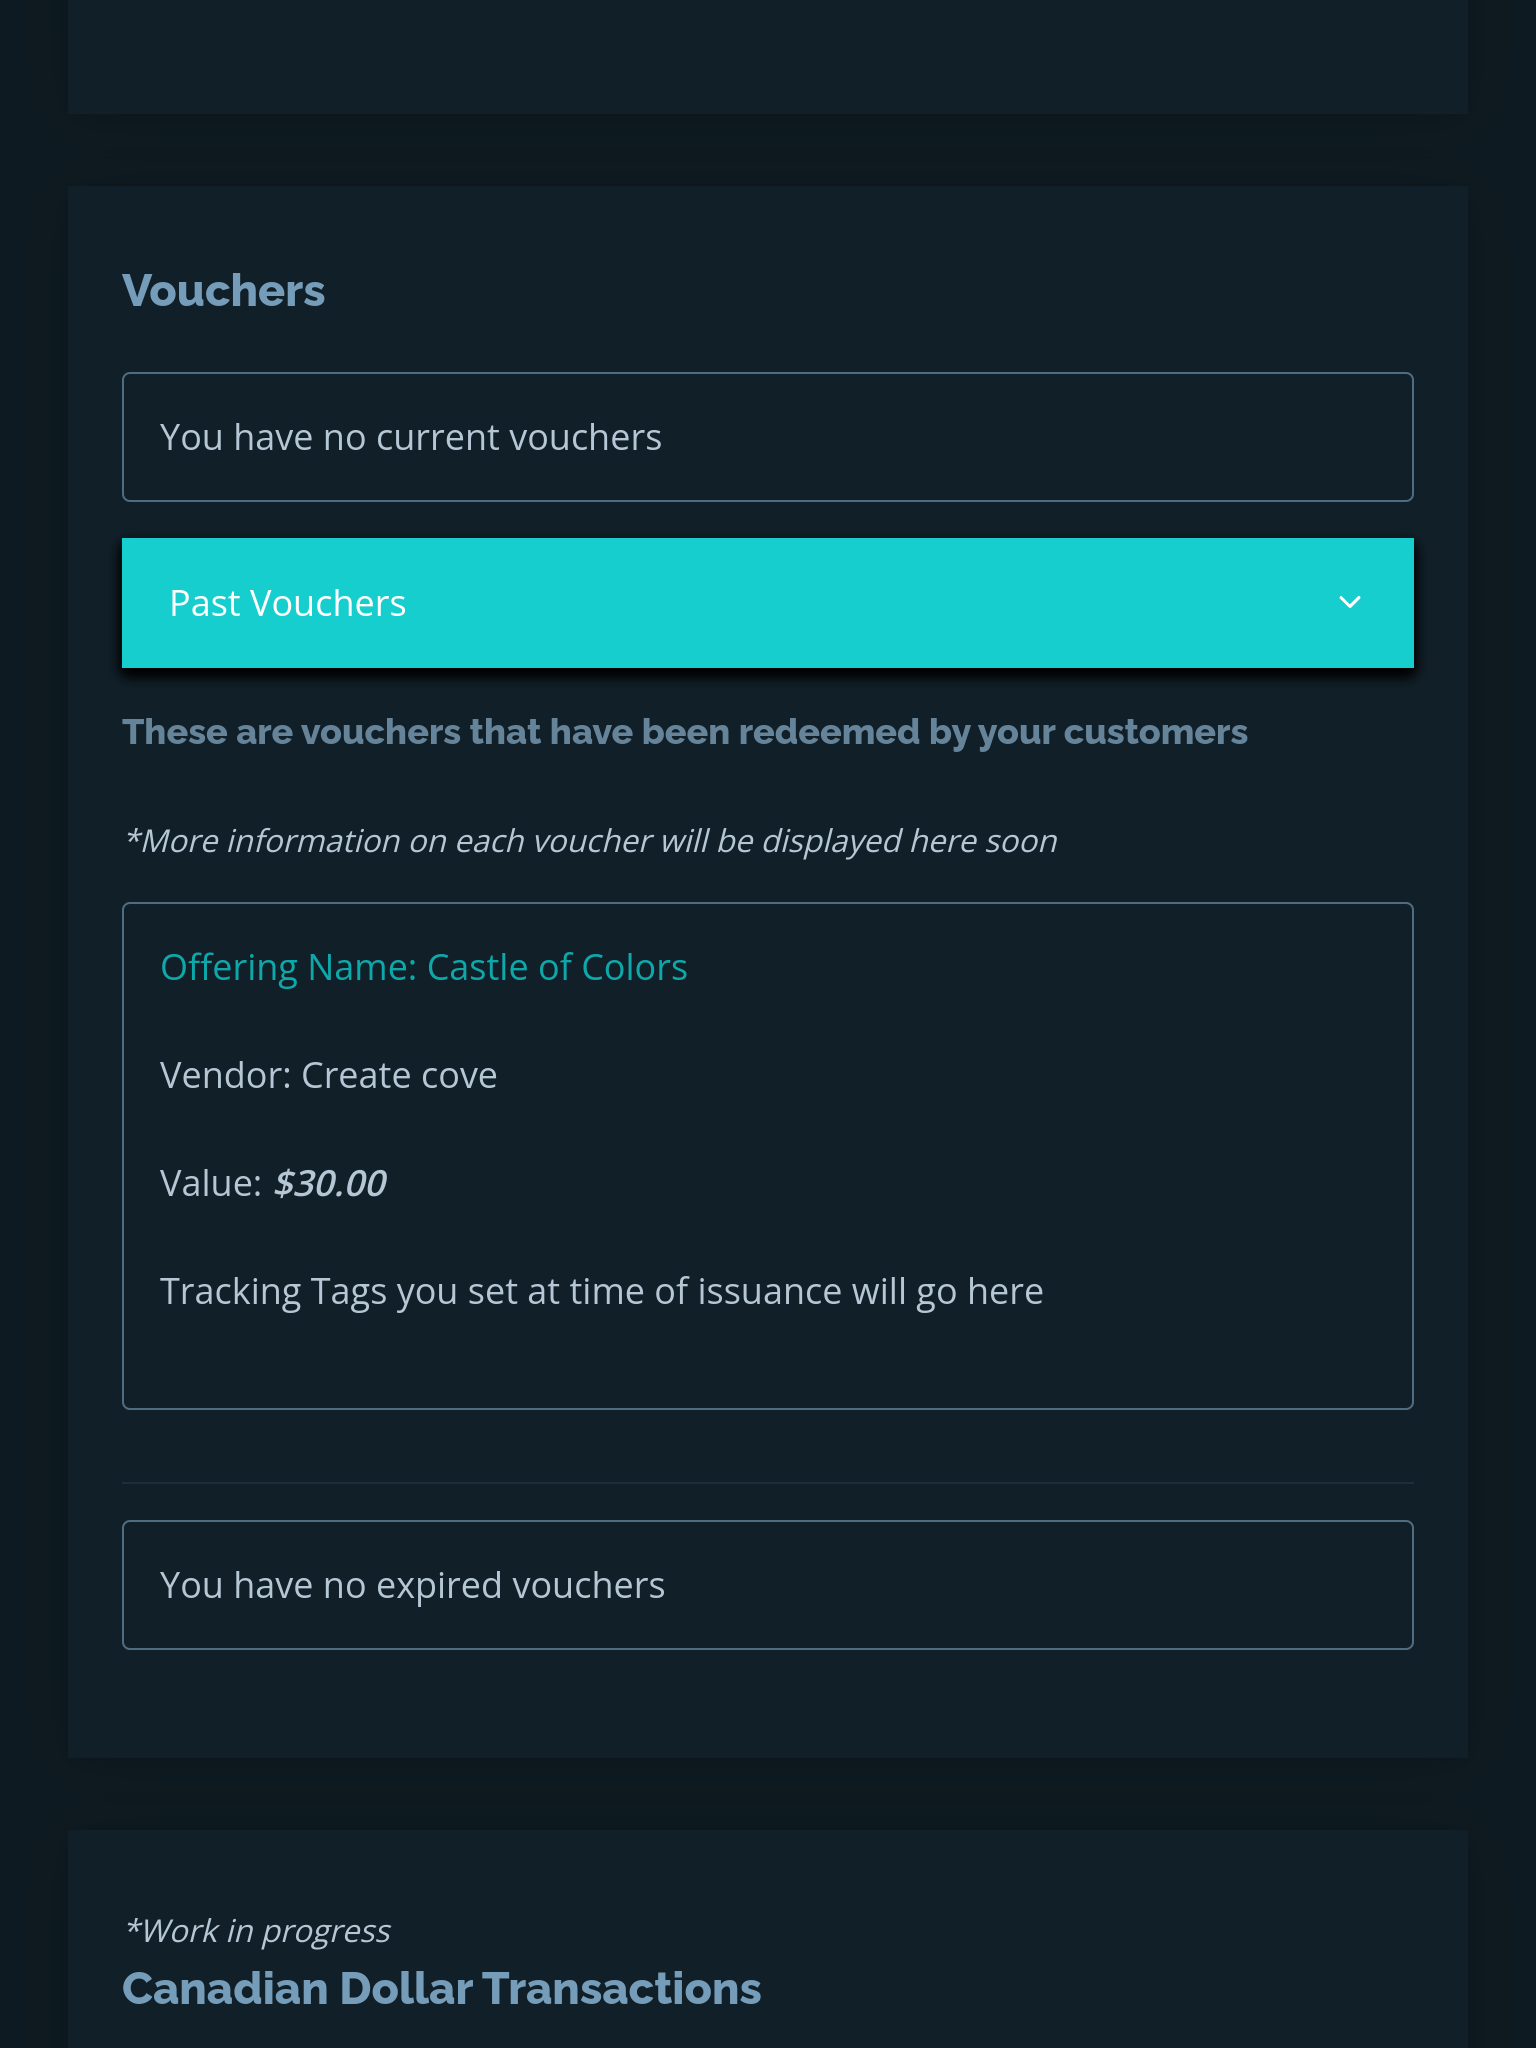 Vouchers
You have no current vouchers
Past Vouchers
These are vouchers that have been redeemed by your customers
*More information on each voucher will be displayed here soon
Offering Name: Castle of Colors
Vendor: Create cove
Value: $30.00
Tracking Tags you set at time of issuance will go here
You have no expired vouchers
*Work in progress
Canadian Dollar Transactions